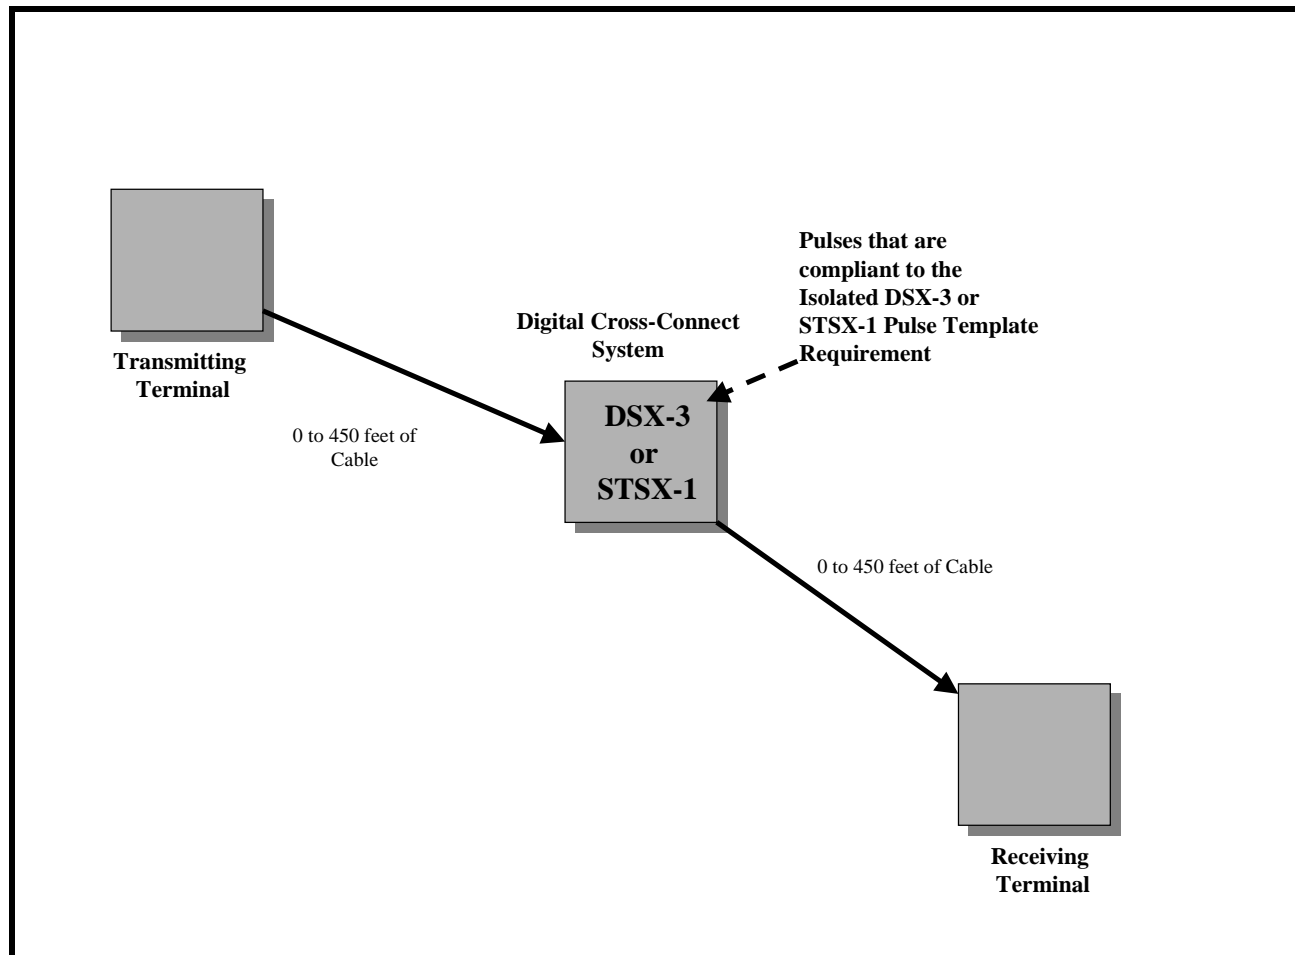 Pulses that are
compliant to the
Isolated DSX-3 or
STSX-1 Pulse Template
Requirement
Digital Cross-Connect
System
Transmitting
Terminal
DSX-3
or
STSX-1
0 to 450 feet of
Cable
0 to 450 feet of Cable
Receiving
Terminal